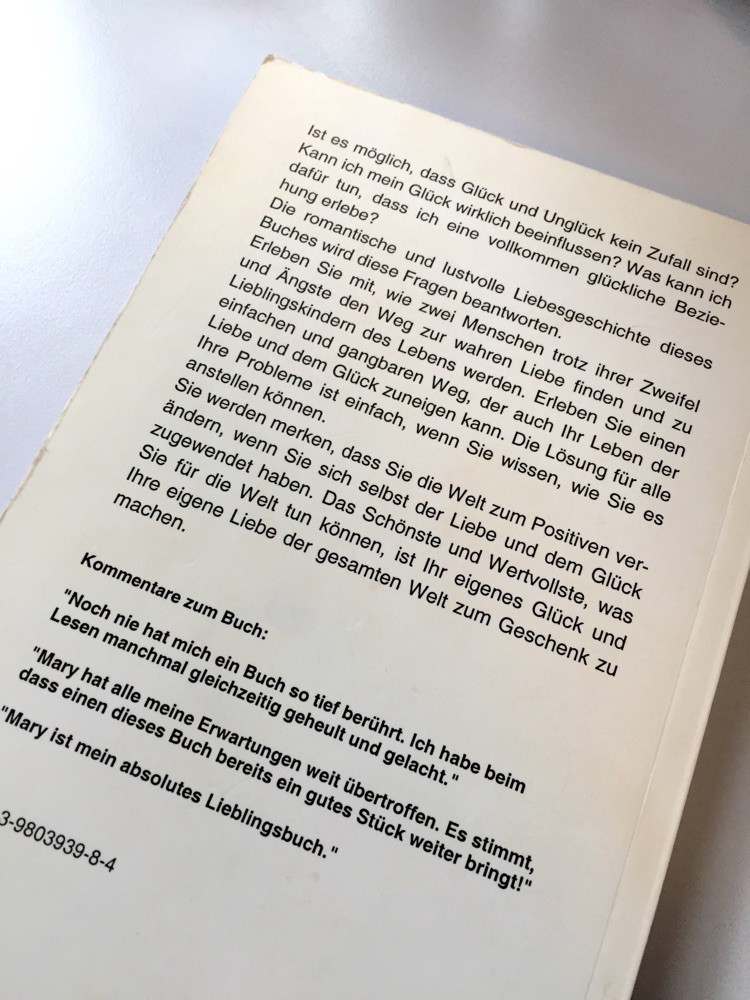 Ist es möglich, dass Glück und Unglück kein Zufall sind?
Kann ich mein Glück wirklich beeinflussen? Was kann ich
dafür tun, dass ich eine vollkommen glückliche Bezie-
hung erlebe?
Die romantische und lustvolle Liebesgeschichte dieses
Buches wird diese Fragen beantworten.
Erleben Sie mit, wie zwei Menschen trotz ihrer Zweifel
und Ängste den Weg zur wahren Liebe finden und zu
Lieblingskindern des Lebens werden. Erleben Sie einen
einfachen und gangbaren Weg, der auch Ihr Leben der
Liebe und dem Glück zuneigen kann. Die Lösung für alle
Ihre Probleme ist einfach, wenn Sie wissen, wie Sie es
anstellen können.
Sie werden merken, dass Sie die Welt zum Positiven ver-
ändern, wenn Sie sich selbst der Liebe und dem Glück
zugewendet haben. Das Schönste und Wertvollste, was
Sie für die Welt tun können, ist Ihr eigenes Glück und
Ihre eigene Liebe der gesamten Welt zum Geschenk zu
machen.
Kommentare zum Buch:
"Noch nie hat mich ein Buch so tief berührt. Ich habe beim
Lesen manchmal gleichzeitig geheult und gelacht."
"Mary hat alle meine Erwartungen weit übertroffen. Es stimmt,
dass einen dieses Buch bereits ein gutes Stück weiter bringt!"
"Mary ist mein absolutes Lieblingsbuch."
3-9803939-8-4